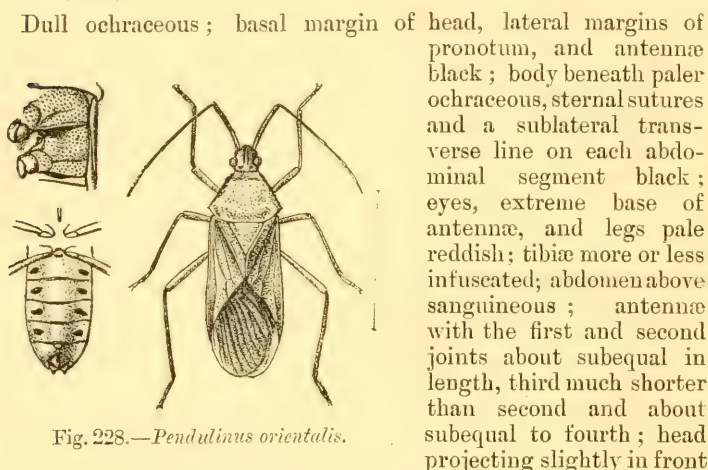 Dull ochraceous ; basal margin of head, lateral margins of
pronotum, and antennæ
black ; body beneath paler
ochraceous, sternal sutures
and a sublateral trans-
verse line on each abdo-
minal segment black ;
eyes, extreme base of
antennæ, and legs pale
reddish ; tibiæ more or less
infuscated; abdomen above
sanguineous ; antennæ
with the first and second
joints about subequal in
length, third much shorter
than second and about
subequal to fourth ; head
projecting slightly in front
Fig. 228.—Pendulinus orientalis.